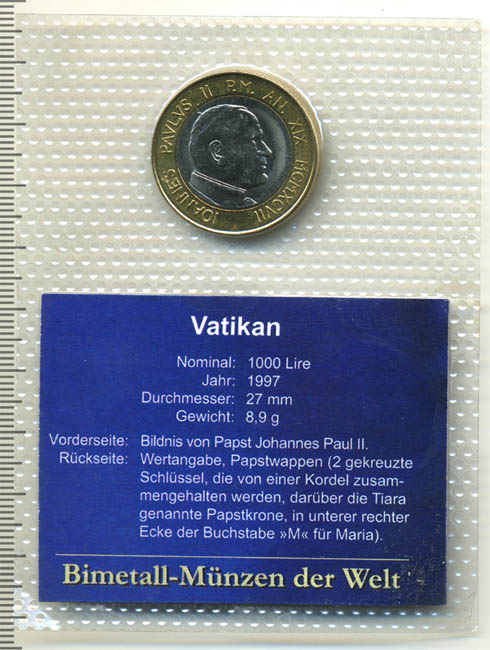 IOANNES PAVLVS II P.M. AN. XIX MCMXCVII
Vatikan
Nominal: 1000 Lire
Jahr: 1997
Durchmesser: 27 mm
Gewicht: 8,9 g
Vorderseite: Bildnis von Papst Johannes Paul II.
Rückseite: Wertangabe, Papstwappen (2 gekreuzte
Schlüssel, die von einer Kordel zusam-
mengehalten werden, darüber die Tiara
genannte Papstkrone, in unterer rechter
Ecke der Buchstabe »M« für Maria).
Bimetall-Münzen der Welt